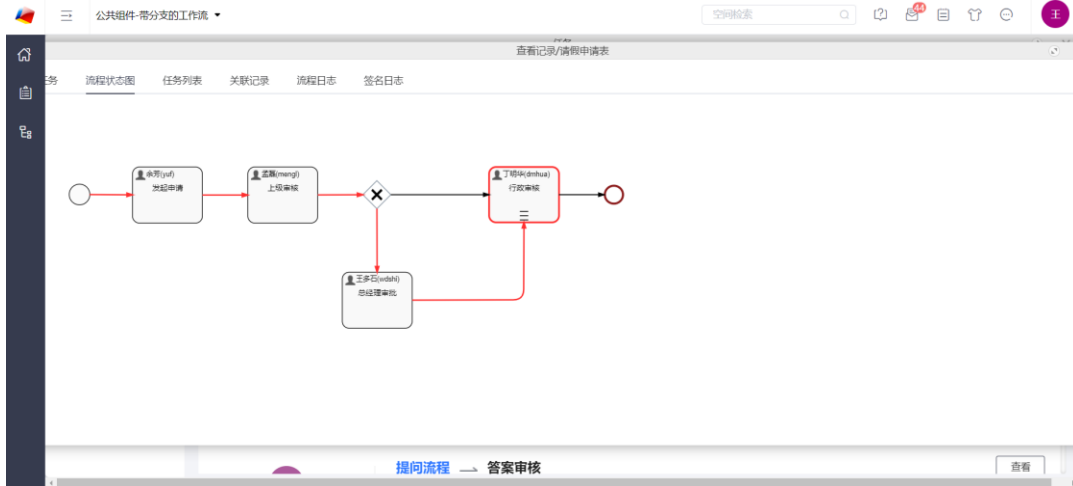 公共组件-带分支的工作流
空间检索
44
王
查看记录/请假申请表
任务
流程状态图
任务列表
关联记录
流程日志
签名日志
余芳(yuf)
发起申请
孟颖(mengl)
上级审核
丁明华(dmhua)
行政审核
王多石(wdshi)
总经理审批
提问流程
答案审核
查看